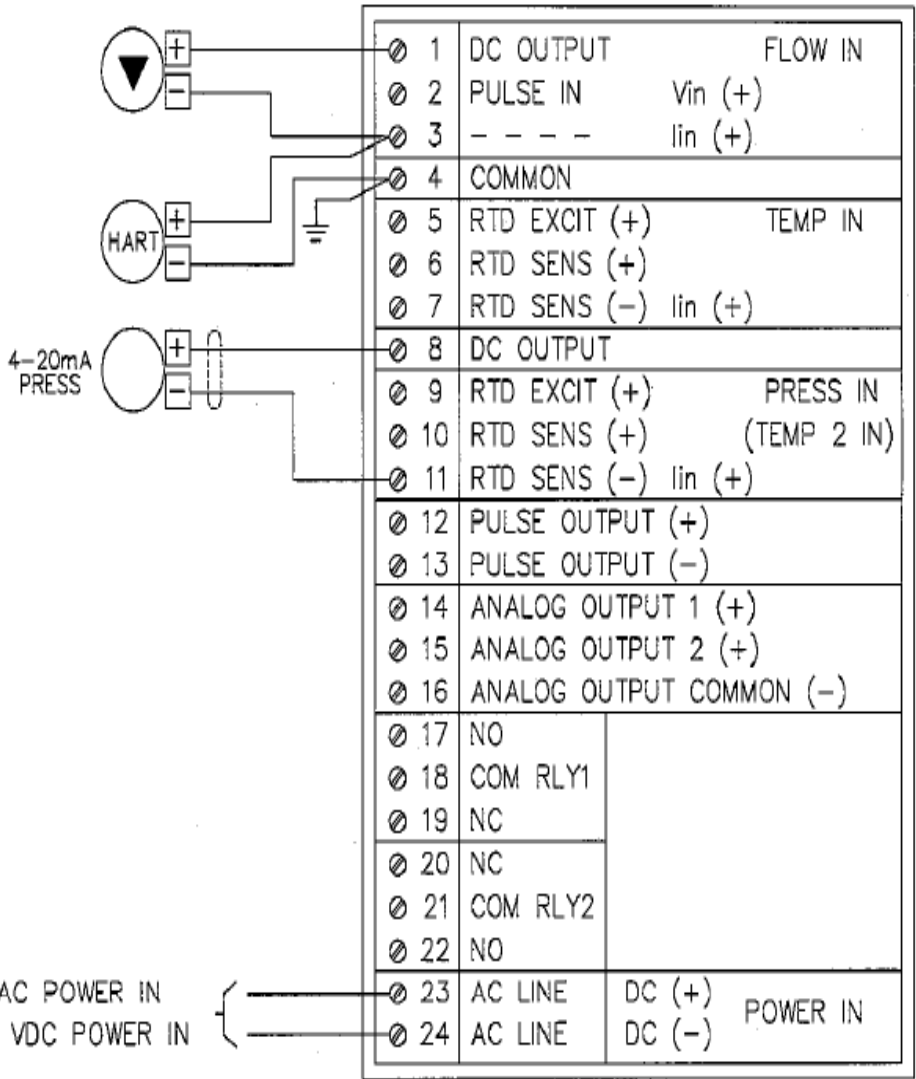 + 1 DC OUTPUT FLOW IN
- 2 PULSE IN Vin (+)
3 - - - - Iin (+)
4 COMMON
+ 5 RTD EXCIT (+) TEMP IN
HART
- 6 RTD SENS (+)
7 RTD SENS (-) Iin (+)
+ 8 DC OUTPUT
4-20mA
PRESS
- 9 RTD EXCIT (+) PRESS IN
10 RTD SENS (+) (TEMP 2 IN)
11 RTD SENS (-) Iin (+)
12 PULSE OUTPUT (+)
13 PULSE OUTPUT (-)
14 ANALOG OUTPUT 1 (+)
15 ANALOG OUTPUT 2 (+)
16 ANALOG OUTPUT COMMON (-)
17 NO
18 COM RLY1
19 NC
20 NC
21 COM RLY2
22 NO
AC POWER IN 23 AC LINE DC (+) POWER IN
VDC POWER IN 24 AC LINE DC (-)